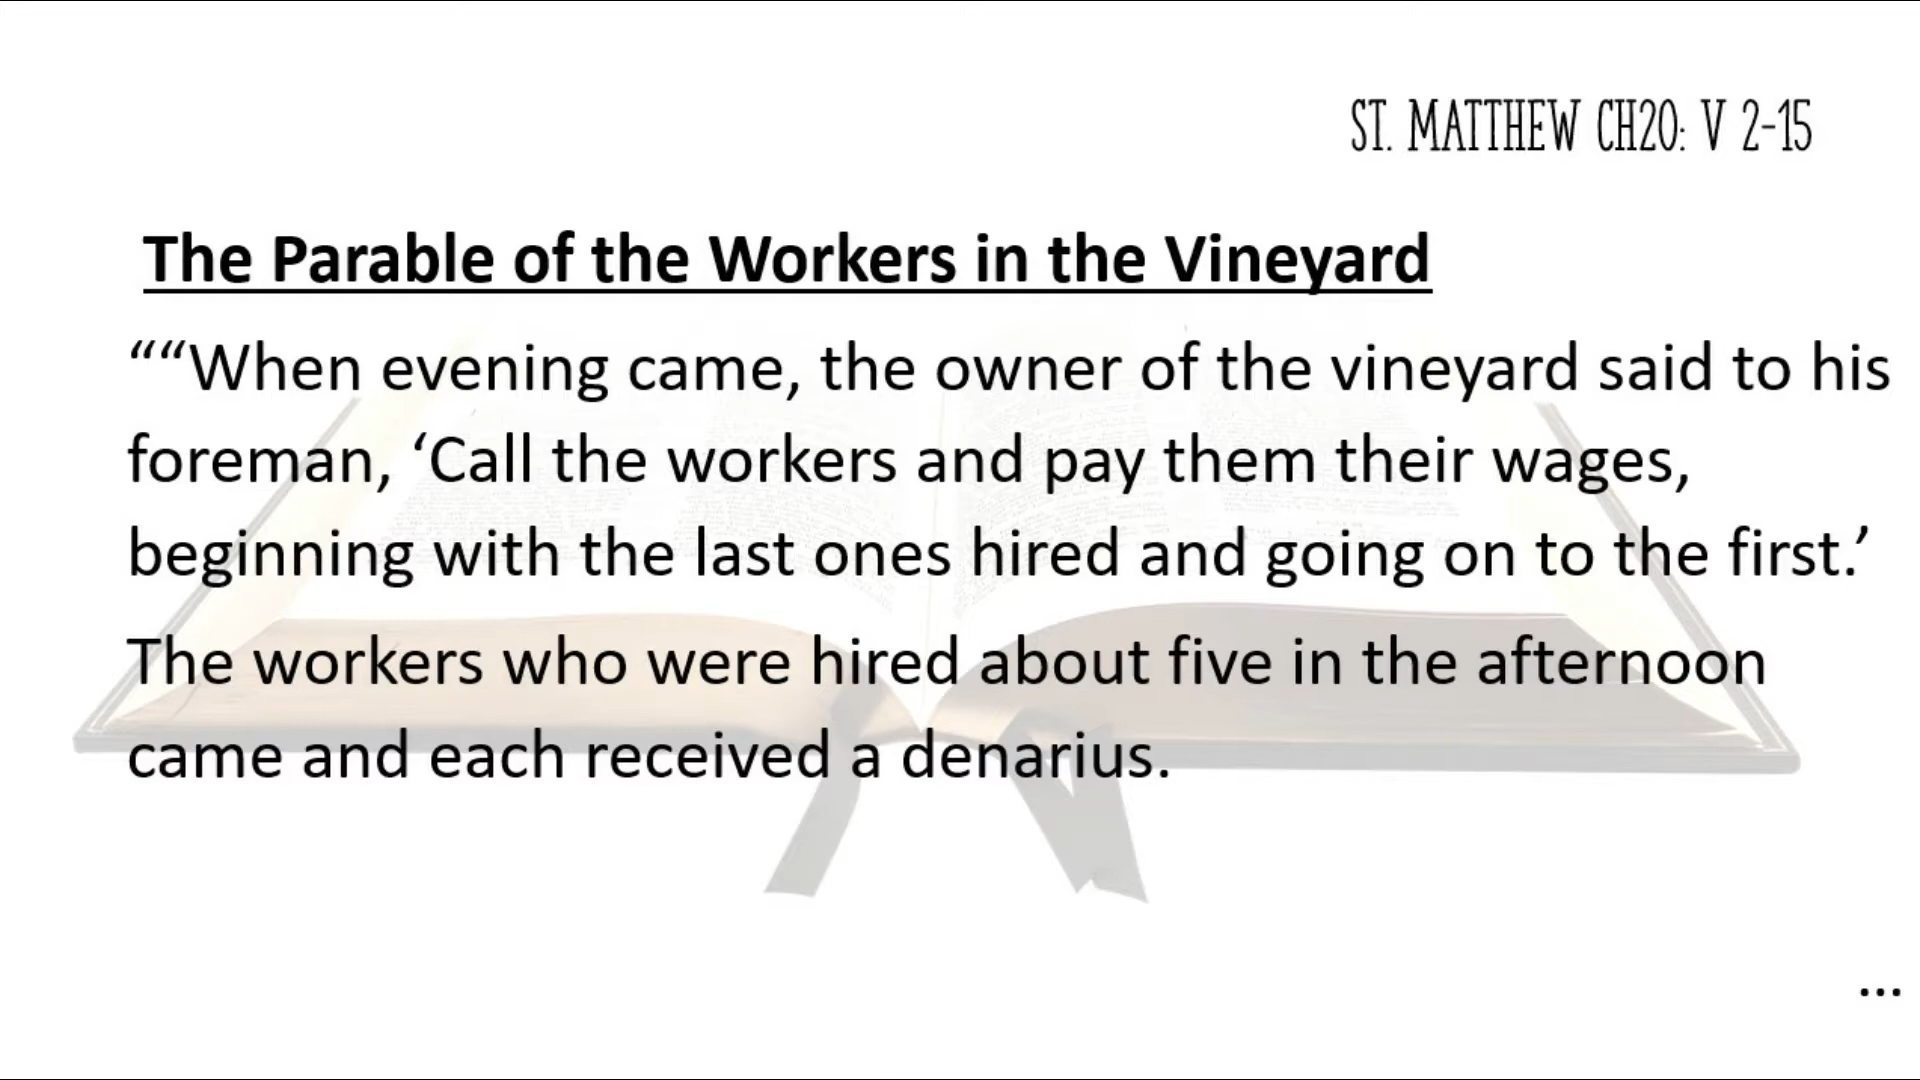 ST. MATTHEW CH20: V 2-15
The Parable of the Workers in the Vineyard
““When evening came, the owner of the vineyard said to his
foreman, ‘Call the workers and pay them their wages,
beginning with the last ones hired and going on to the first.’
The workers who were hired about five in the afternoon
came and each received a denarius.
...